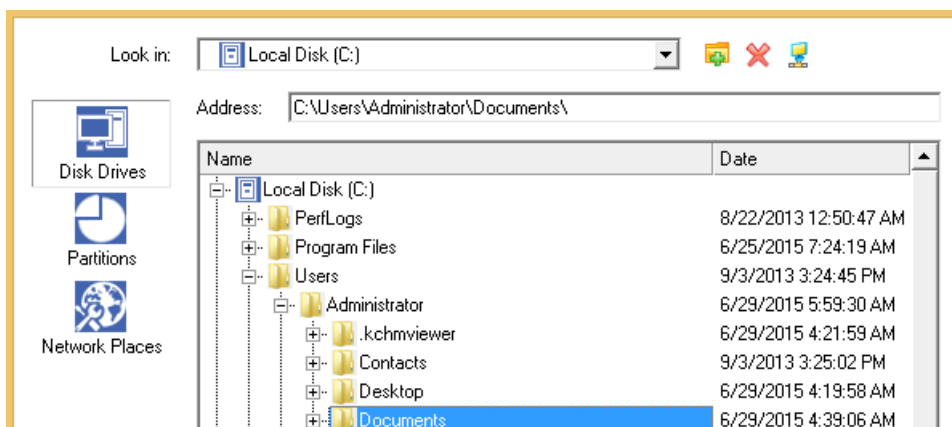 Look in: Local Disk (C:)
Address: C:\Users\Administrator\Documents\
Disk Drives
Partitions
Network Places
Name Date
Local Disk (C:)
PerfLogs 8/22/2013 12:50:47 AM
Program Files 6/25/2015 7:24:19 AM
Users 9/3/2013 3:24:45 PM
Administrator 6/29/2015 5:59:30 AM
.kchmviewer 6/29/2015 4:21:59 AM
Contacts 9/3/2013 3:25:02 PM
Desktop 6/29/2015 4:19:58 AM
Documents 6/29/2015 4:39:06 AM